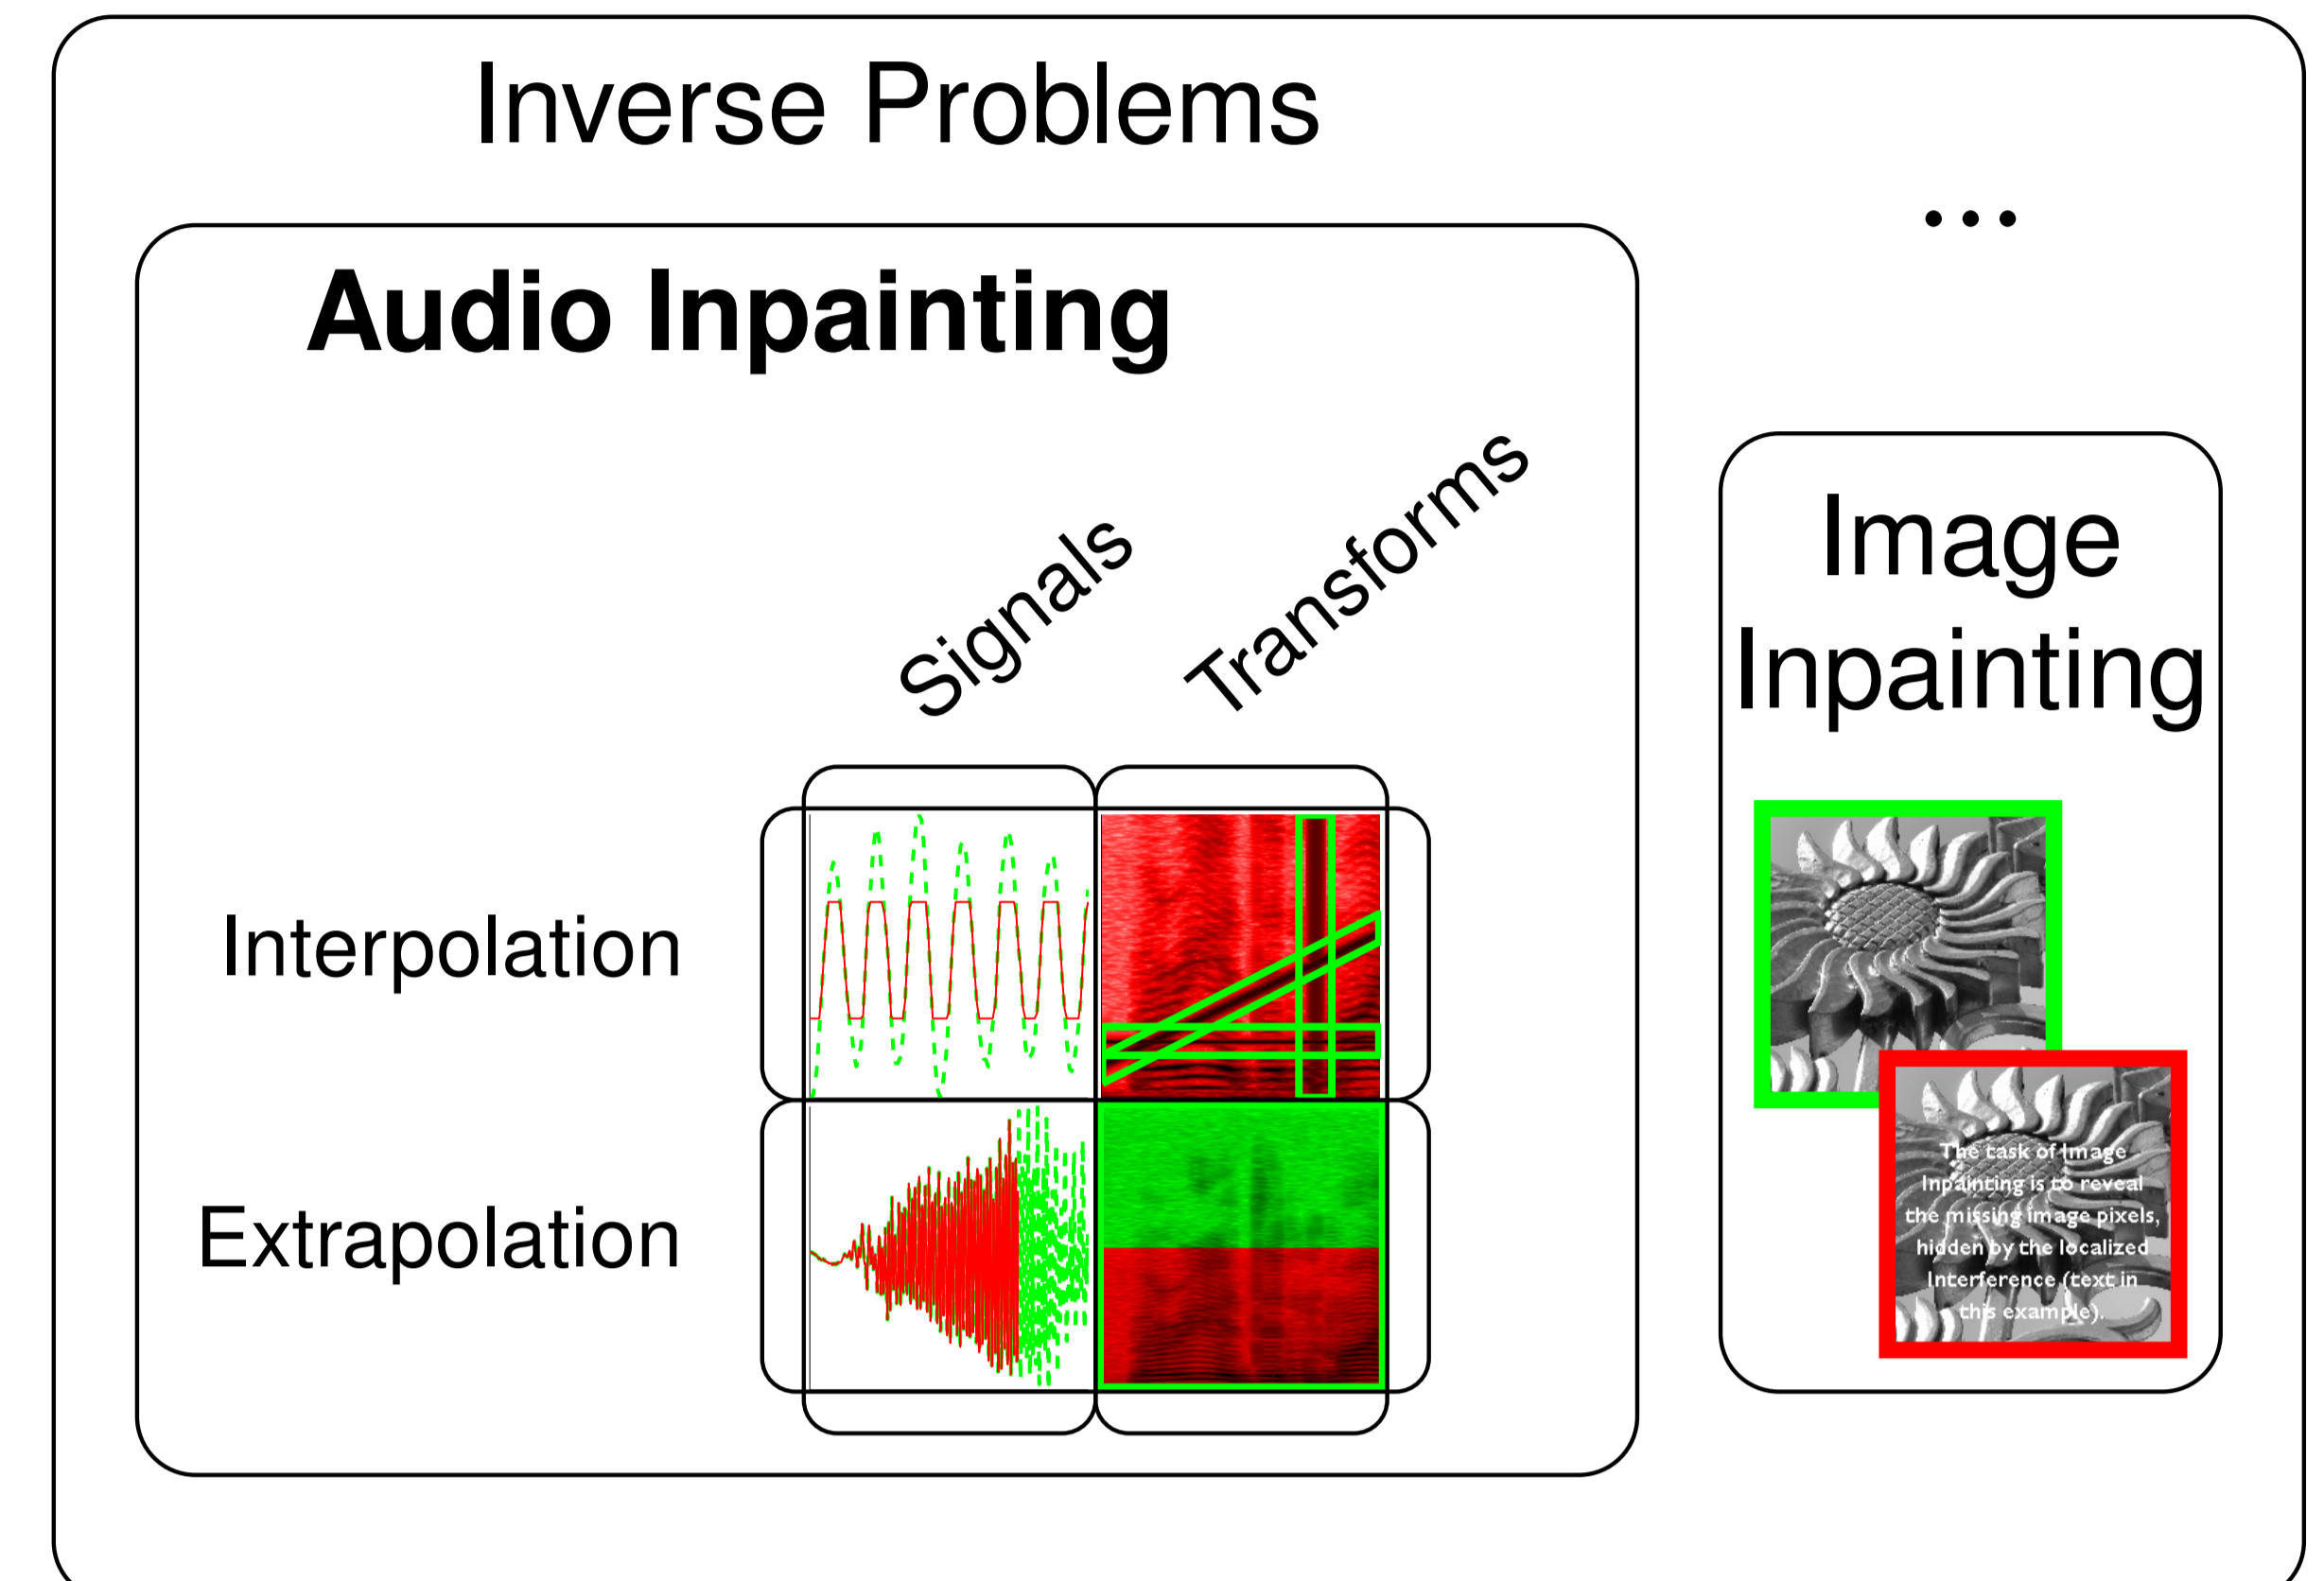 Inverse Problems
...
Audio Inpainting
Signals
Transforms
Interpolation
Extrapolation
Image
Inpainting
The task of Image
Inpainting is to reveal
the missing image pixels,
hidden by the localized
Interference (text in
this example).